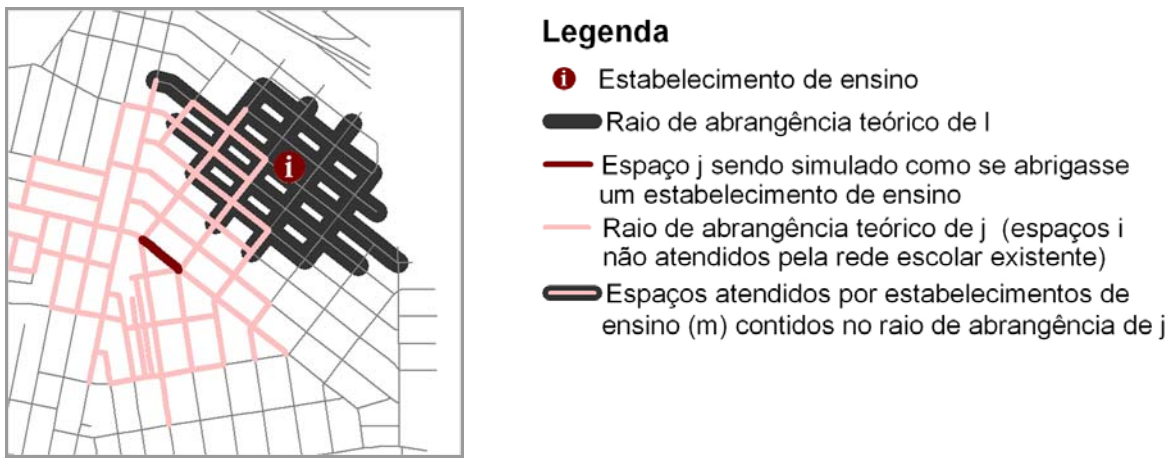 i
Legenda
i Estabelecimento de ensino
Raio de abrangência teórico de I
Espaço j sendo simulado como se abrigasse
um estabelecimento de ensino
Raio de abrangência teórico de j (espaços i
não atendidos pela rede escolar existente)
Espaços atendidos por estabelecimentos de
ensino (m) contidos no raio de abrangência de j